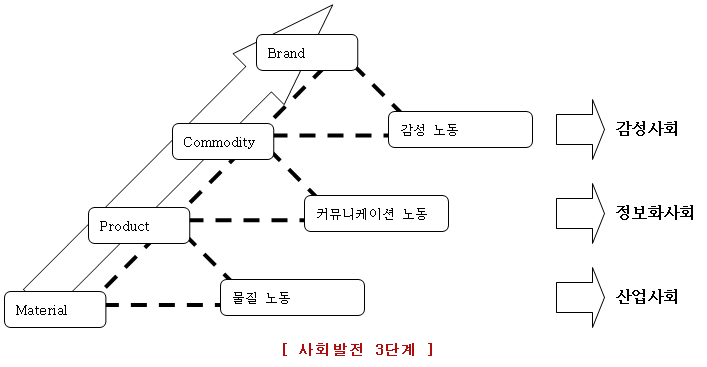 Brand
감성 노동
감성사회
Commodity
커뮤니케이션 노동
정보화사회
Product
물질 노동
산업사회
Material
[ 사회발전 3단계 ]